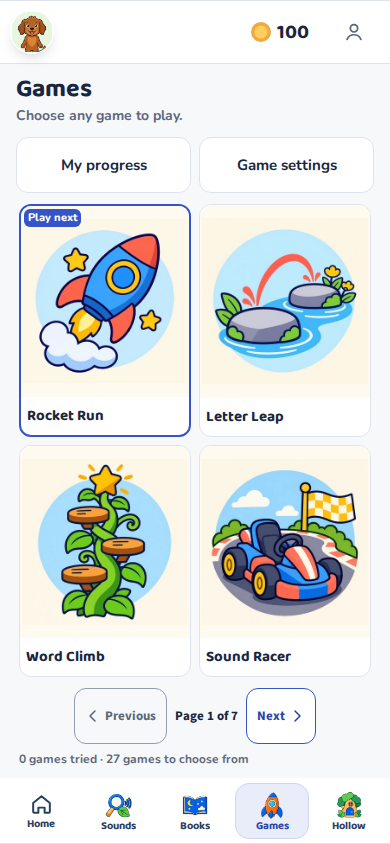 100
Games
Choose any game to play.
My progress
Game settings
Play next
Rocket Run
Letter Leap
Word Climb
Sound Racer
Previous
Page 1 of 7
Next
0 games tried · 27 games to choose from
Home
Sounds
Books
Games
Hollow